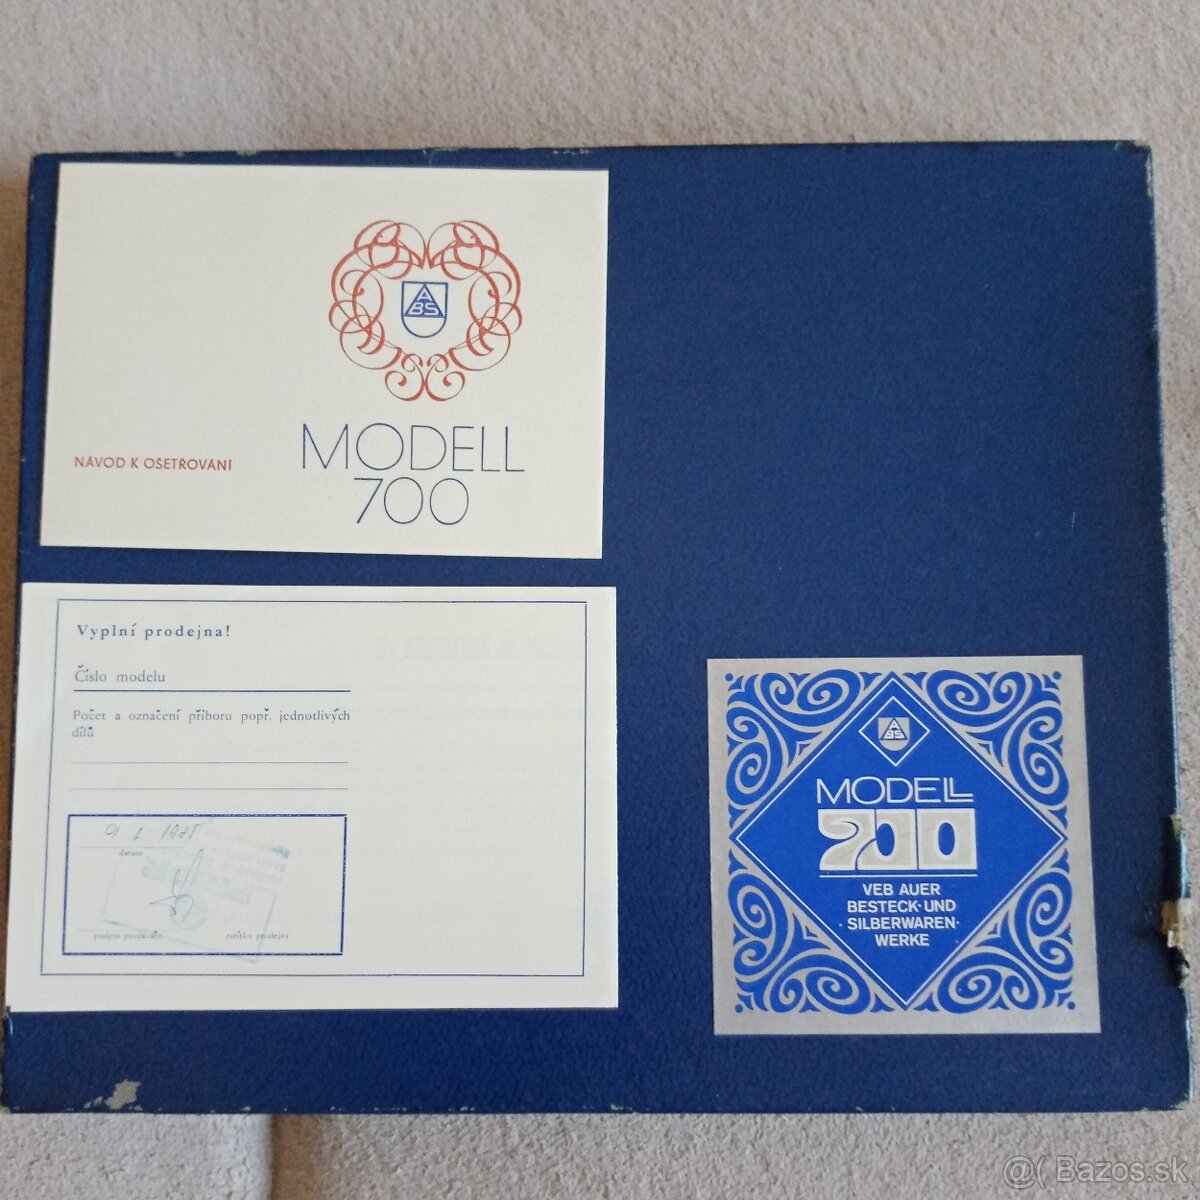 ABS
MODELL
700
NÁVOD K OŠETŘOVÁNÍ
Vyplní prodejna!
Číslo modelu
Počet a označení příboru popř. jednotlivých
dílů
datum
podpis prodavače
razítko prodejny
ABS
MODELL
700
VEB AUER
BESTECK- UND
· SILBERWAREN ·
WERKE
@( Bazos.sk